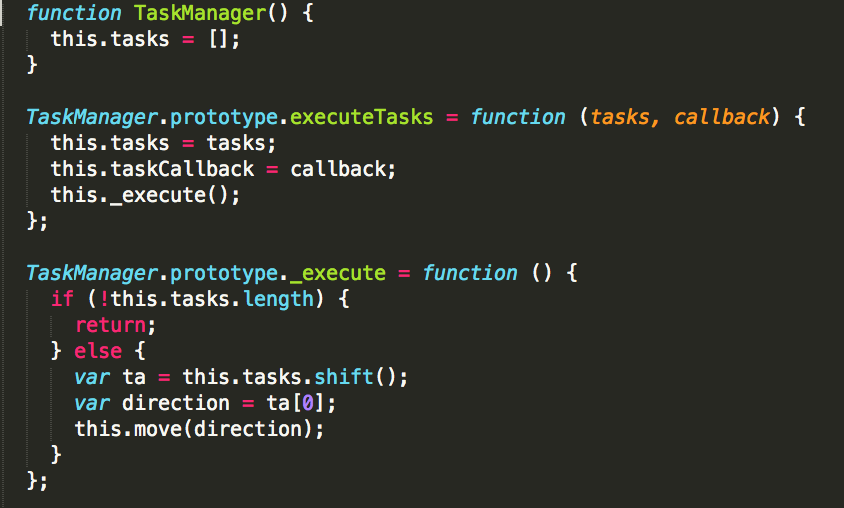 function TaskManager() {
  this.tasks = [];
}

TaskManager.prototype.executeTasks = function (tasks, callback) {
  this.tasks = tasks;
  this.taskCallback = callback;
  this._execute();
};

TaskManager.prototype._execute = function () {
  if (!this.tasks.length) {
    return;
  } else {
    var ta = this.tasks.shift();
    var direction = ta[0];
    this.move(direction);
  }
};